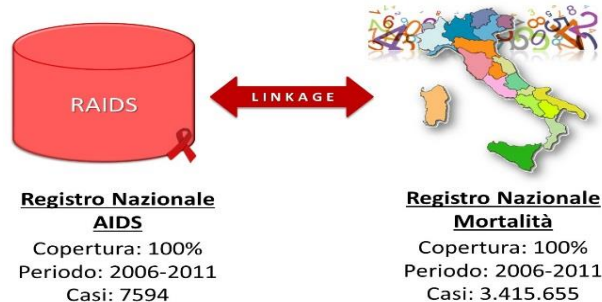 RAIDS
LINKAGE
Registro Nazionale
AIDS
Copertura: 100%
Periodo: 2006-2011
Casi: 7594
Registro Nazionale
Mortalità
Copertura: 100%
Periodo: 2006-2011
Casi: 3.415.655